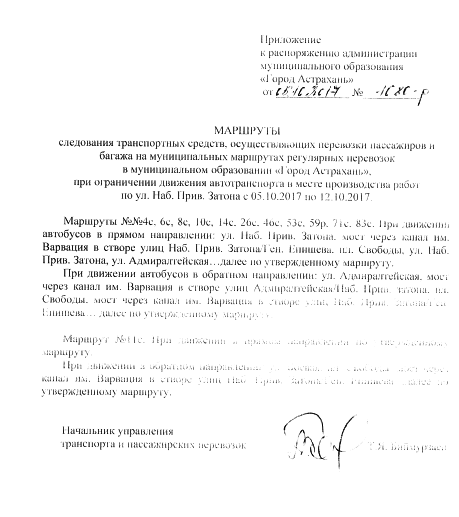 Приложение
к распоряжению администрации
муниципального образования
«Город Астрахань»
от №
МАРШРУТЫ
следования транспортных средств, осуществляющих перевозки пассажиров и
багажа на муниципальных маршрутах регулярных перевозок
в муниципальном образовании «Город Астрахань»,
при ограничении движения автотранспорта в месте производства работ
по ул. Наб. Прив. Затона с 05.10.2017 по 12.10.2017.
Маршруты №№4с, 6с, 8с, 10с, 14с, 26с, 46с, 53с, 59р, 71с, 83с. При движении
автобусов в прямом направлении: ул. Наб. Прив. Затона, мост через канал им.
Варвация в створе улиц Наб. Прив. Затона/Ген. Епишева, пл. Свободы, ул. Наб.
Прив. Затона, ул. Адмиралтейская…далее по утвержденному маршруту.
При движении автобусов в обратном направлении: ул. Адмиралтейская, мост
через канал им. Варвация в створе улиц Адмиралтейская/Наб. Прив. затона, пл.
Свободы, мост через канал им. Варвация в створе улиц Наб. Прив. Затона/Ген.
Епишева… далее по утвержденному маршруту.
Маршрут При движении в прямом направлении по утвержденному
маршруту.
При движении в обратном направлении: пл. Свободы, мост через
канал им. Варвация в створе улиц Наб. Прив. Затона/Ген. Епишева далее по
утвержденному маршруту.
Начальник управления
транспорта и пассажирских перевозок